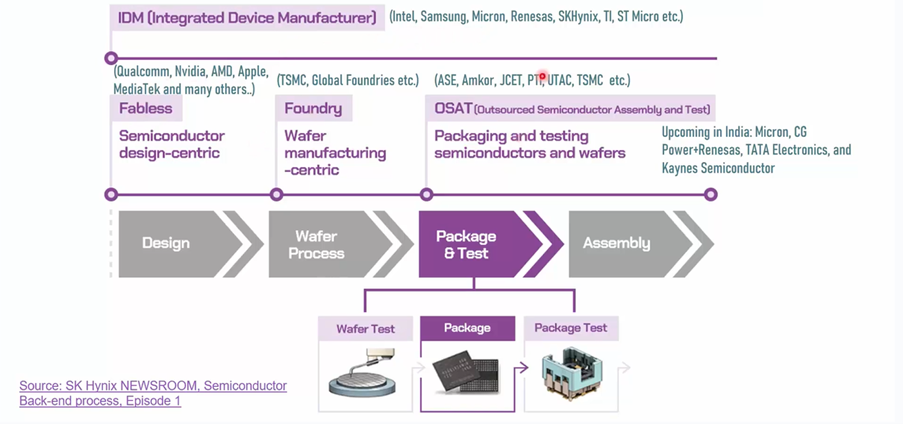 IDM (Integrated Device Manufacturer)
(Intel, Samsung, Micron, Renesas, SKHynix, TI, ST Micro etc.)
(Qualcomm, Nvidia, AMD, Apple,
MediaTek and many others..)
(TSMC, Global Foundries etc.)
(ASE, Amkor, JCET, PTI, UTAC, TSMC etc.)
Fabless
Foundry
OSAT (Outsourced Semiconductor Assembly and Test)
Semiconductor
design-centric
Wafer
manufacturing
-centric
Packaging and testing
semiconductors and wafers
Upcoming in India: Micron, CG
Power+Renesas, TATA Electronics, and
Kaynes Semiconductor
Design
Wafer
Process
Package
& Test
Assembly
Wafer Test
Package
Package Test
Source: SK Hynix NEWSROOM, Semiconductor
Back-end process, Episode 1